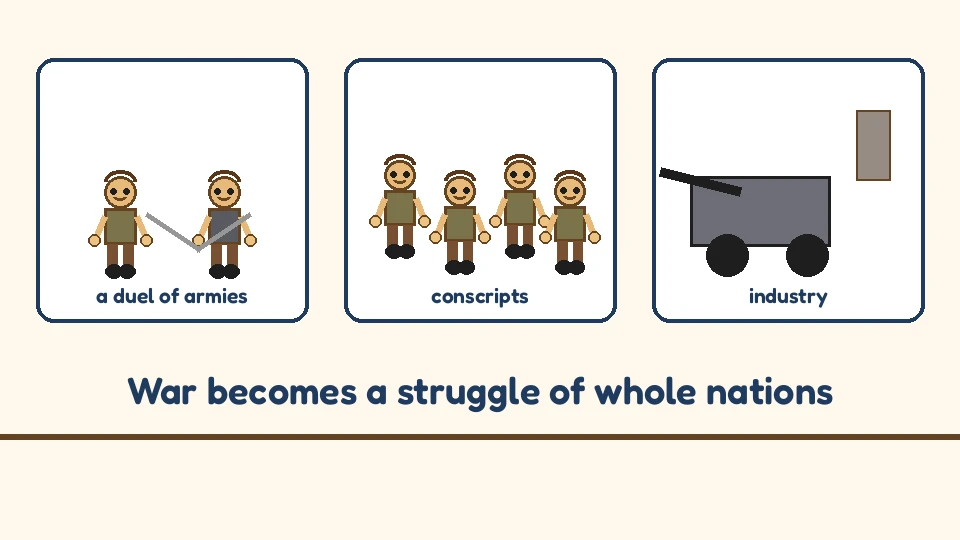 a duel of armies
conscripts
industry
War becomes a struggle of whole nations